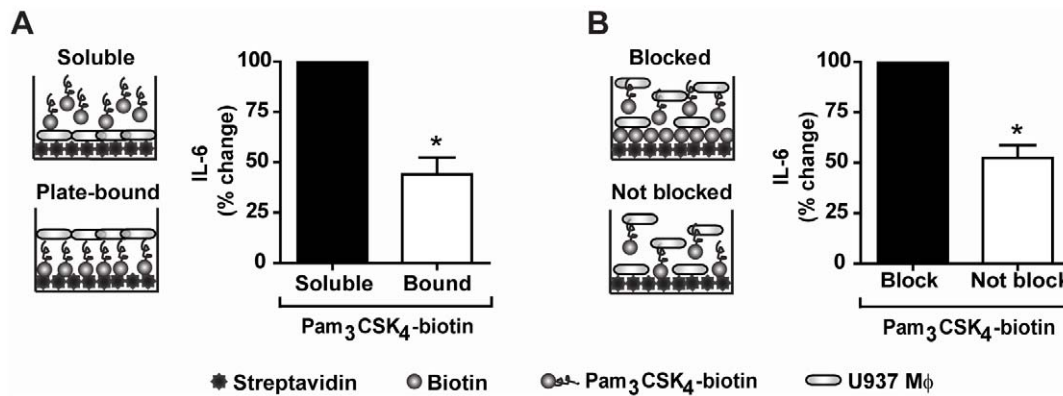 A
Soluble
Plate-bound
IL-6
(% change)
100
75
50
25
0
*
Soluble Bound
Pam3CSK4-biotin
B
Blocked
Not blocked
IL-6
(% change)
100
75
50
25
0
*
Block Not block
Pam3CSK4-biotin
Streptavidin Biotin Pam3CSK4-biotin U937 Mϕ